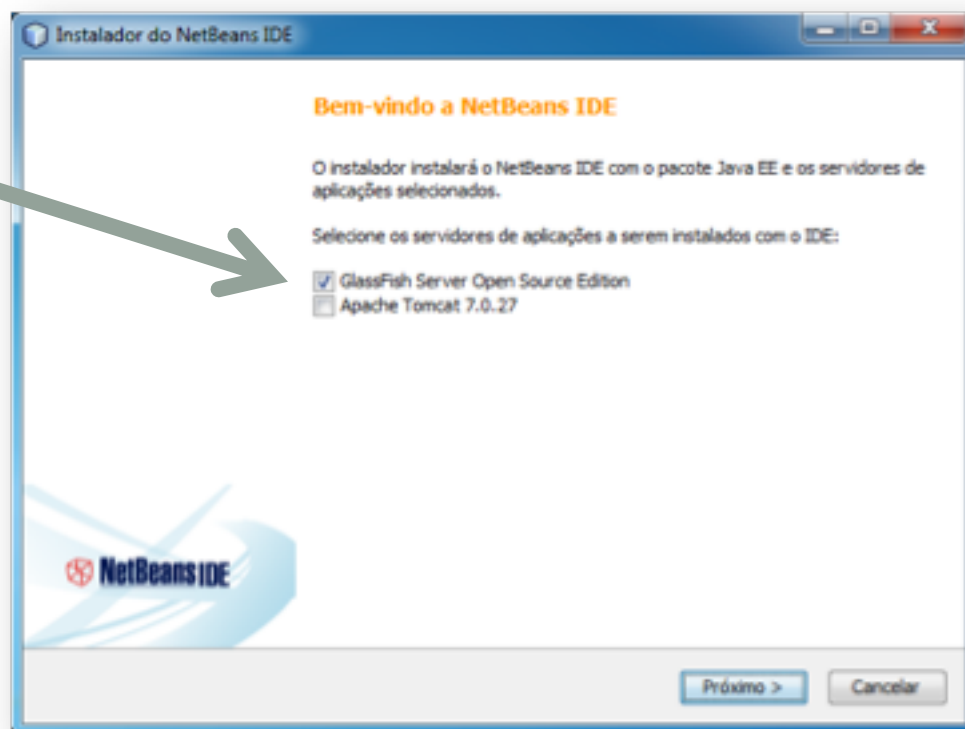 Instalador do NetBeans IDE
Bem-vindo a NetBeans IDE
O instalador instalará o NetBeans IDE com o pacote Java EE e os servidores de
aplicações selecionados.
Selecione os servidores de aplicações a serem instalados com o IDE:
GlassFish Server Open Source Edition
Apache Tomcat 7.0.27
NetBeans IDE
Próximo >
Cancelar